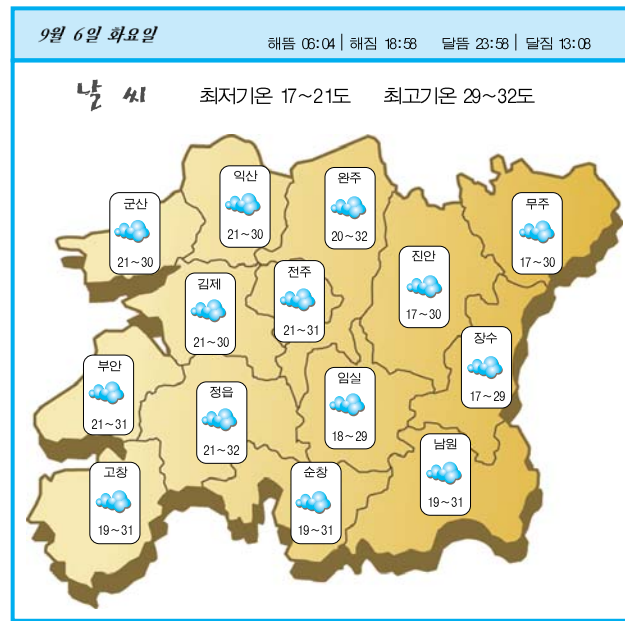 9월 6일 화요일
해뜸 06:04 | 해짐 18:58 달뜸 23:58 | 달짐 13:08
날 씨 최저기온 17~21도 최고기온 29~32도
군산
21~30
익산
21~30
완주
20~32
무주
17~30
김제
21~30
전주
21~31
진안
17~30
장수
17~29
부안
21~31
정읍
21~32
임실
18~29
남원
19~31
고창
19~31
순창
19~31